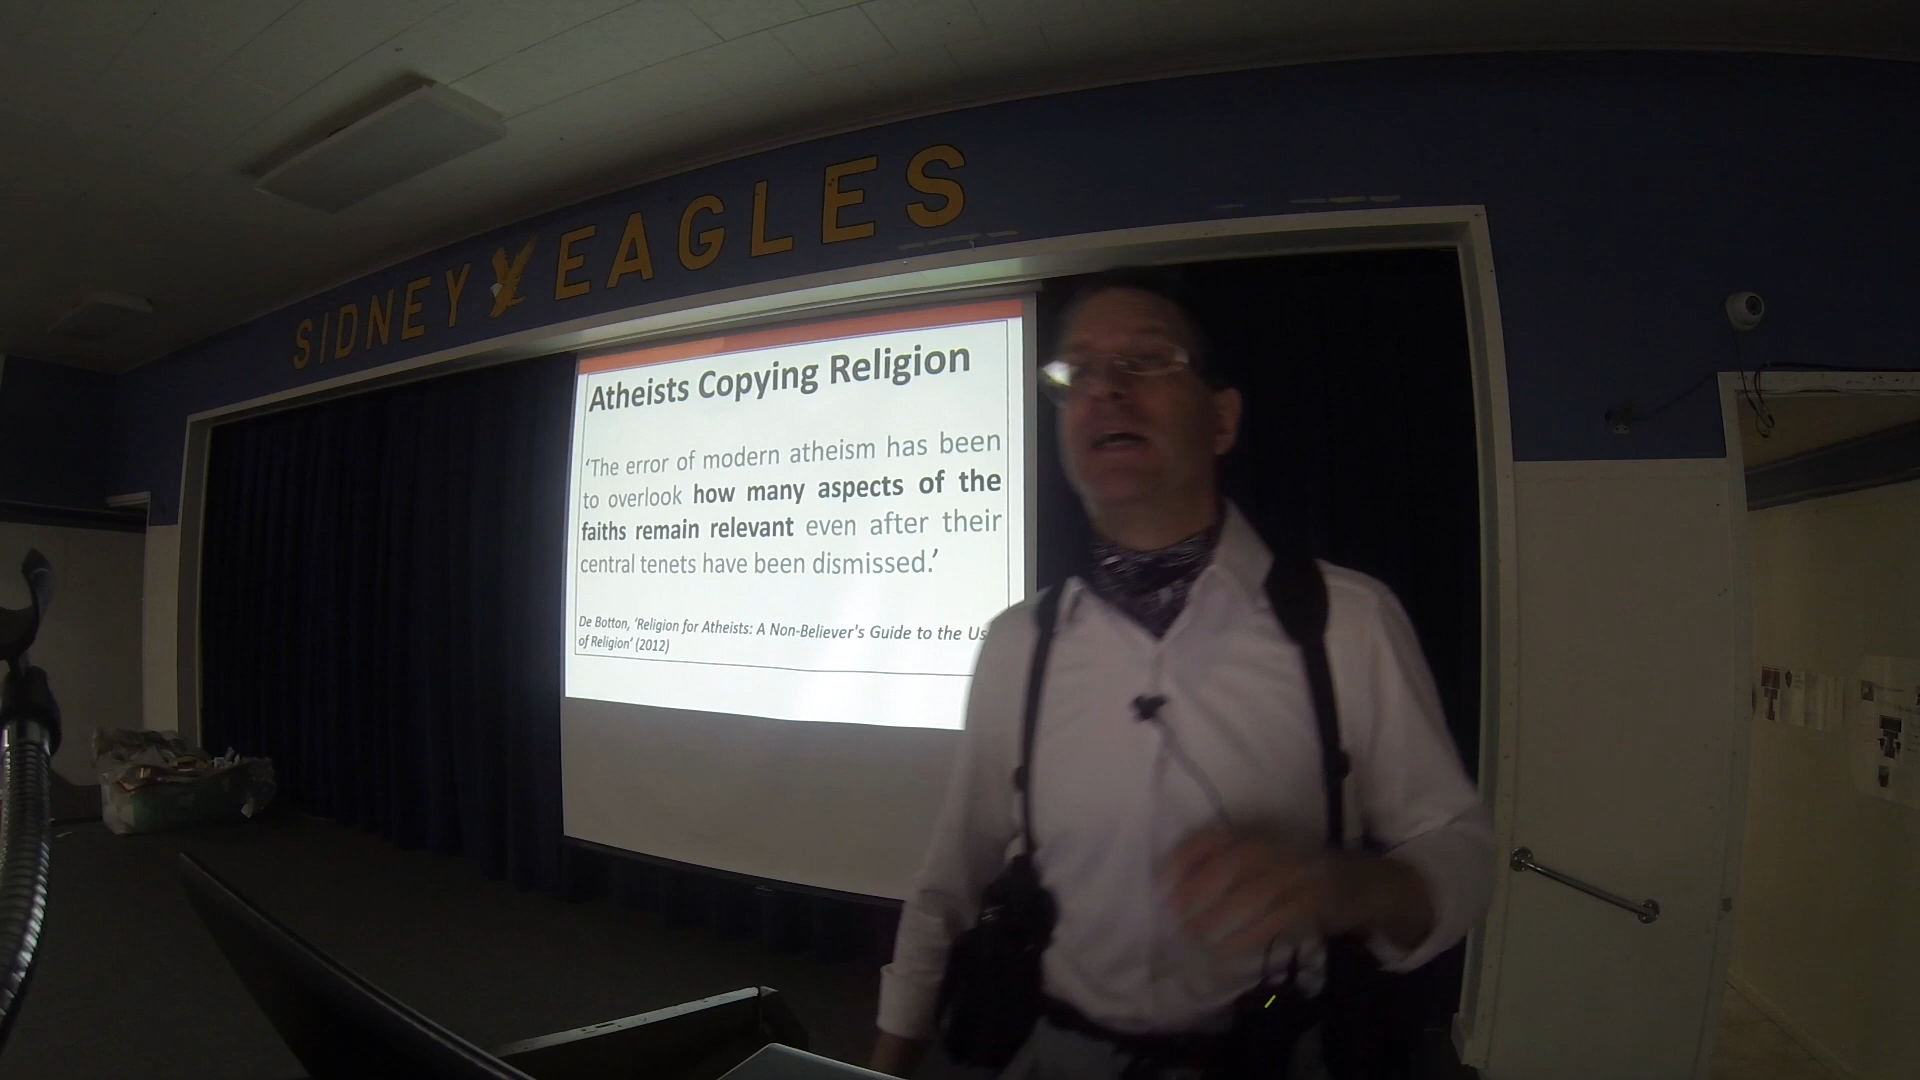 SIDNEY EAGLES
Atheists Copying Religion
‘The error of modern atheism has been
to overlook how many aspects of the
faiths remain relevant even after their
central tenets have been dismissed.’
De Botton, ‘Religion for Atheists: A Non-Believer's Guide to the Us
of Religion’ (2012)